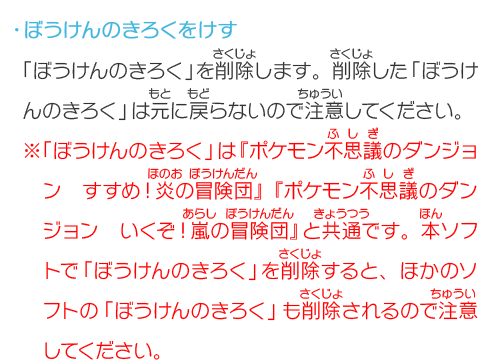 ・ぼうけんのきろくをけす
さくじょ さくじょ
「ぼうけんのきろく」を削除します。削除した「ぼうけ
もと もど ちゅうい
んのきろく」は元に戻らないので注意してください。
ふしぎ
※「ぼうけんのきろく」は『ポケモン不思議のダンジョ
ほのお ぼうけんだん ふしぎ
ン　すすめ！炎の冒険団』『ポケモン不思議のダン
あらし ぼうけんだん きょうつう ほん
ジョン　いくぞ！嵐の冒険団』と共通です。本ソフ
さくじょ
トで「ぼうけんのきろく」を削除すると、ほかのソ
さくじょ ちゅうい
フトの「ぼうけんのきろく」も削除されるので注意
してください。